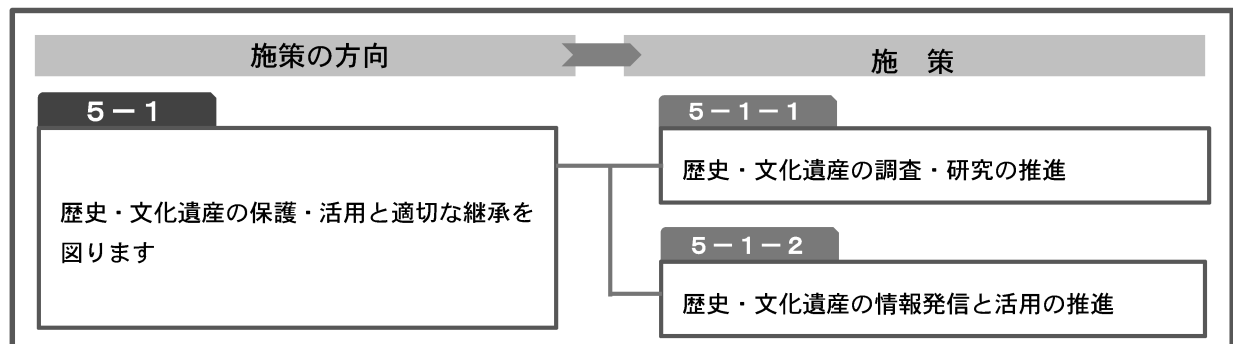 施策の方向
施　策
５－１
歴史・文化遺産の保護・活用と適切な継承を
図ります
５－１－１
歴史・文化遺産の調査・研究の推進
５－１－２
歴史・文化遺産の情報発信と活用の推進